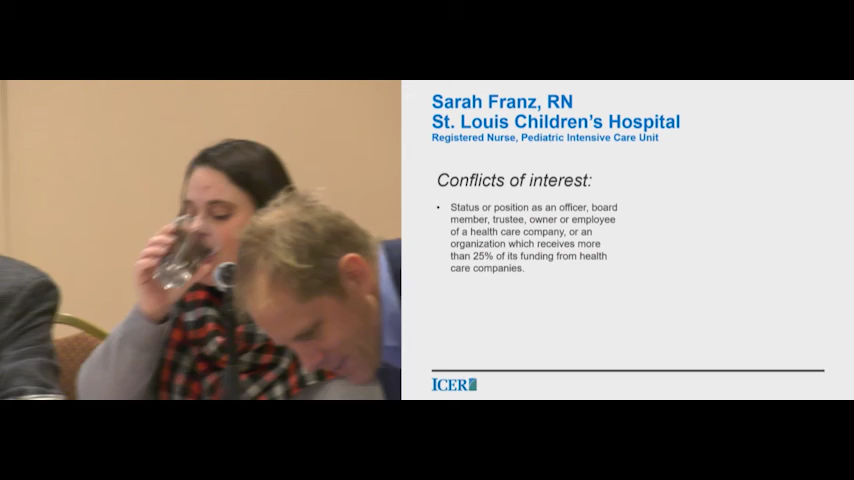 Sarah Franz, RN
St. Louis Children's Hospital
Registered Nurse, Pediatric Intensive Care Unit
Conflicts of interest:
• Status or position as an officer, board
member, trustee, owner or employee
of a health care company, or an
organization which receives more
than 25% of its funding from health
care companies.
ICER